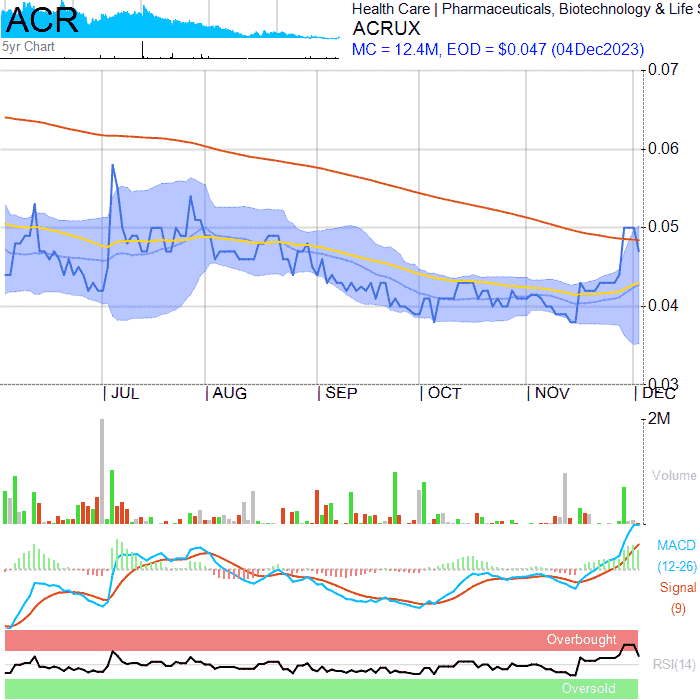 ACR
5yr Chart
Health Care | Pharmaceuticals, Biotechnology & Life
ACRUX
MC = 12.4M, EOD = $0.047 (04Dec2023)
0.07
0.06
0.05
0.04
0.03
JUL
AUG
SEP
OCT
NOV
DEC
2M
Volume
MACD
(12-26)
Signal
(9)
Overbought
RSI(14)
Oversold